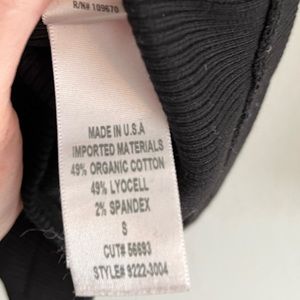 R/N# 109670
MADE IN U.S.A
IMPORTED MATERIALS
49% ORGANIC COTTON
49% LYOCELL
2% SPANDEX
S
CUT# 56693
STYLE# 9222-3004